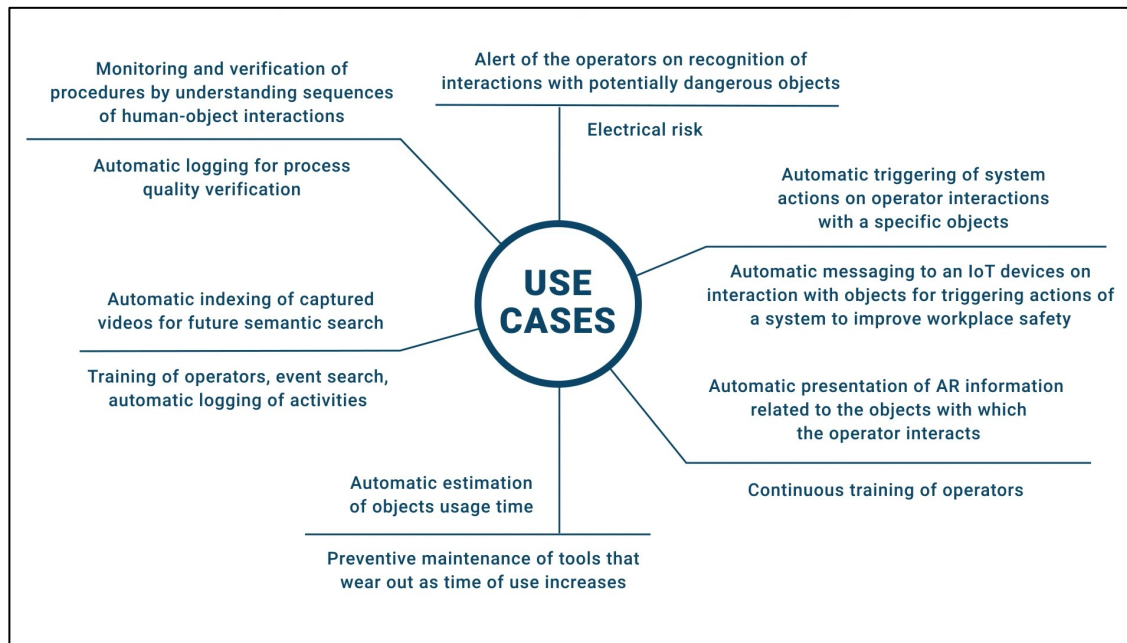 Monitoring and verification of
procedures by understanding sequences
of human-object interactions
Automatic logging for process
quality verification
Alert of the operators on recognition of
interactions with potentially dangerous objects
Electrical risk
Automatic triggering of system
actions on operator interactions
with a specific objects
Automatic messaging to an IoT devices on
interaction with objects for triggering actions of
a system to improve workplace safety
USE
CASES
Automatic indexing of captured
videos for future semantic search
Training of operators, event search,
automatic logging of activities
Automatic presentation of AR information
related to the objects with which
the operator interacts
Continuous training of operators
Automatic estimation
of objects usage time
Preventive maintenance of tools that
wear out as time of use increases